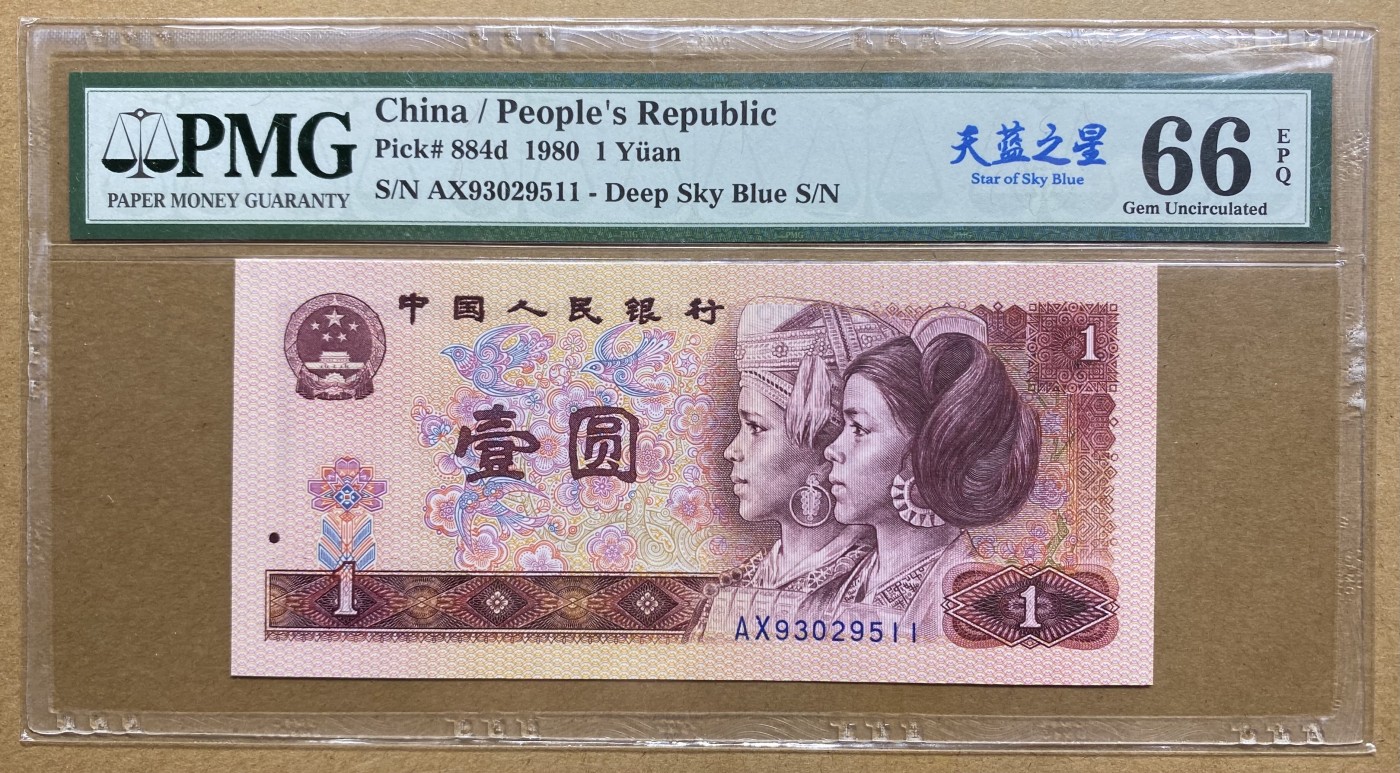 PMG
PAPER MONEY GUARANTY
China / People's Republic
Pick# 884d 1980 1 Yüan
S/N AX93029511 - Deep Sky Blue S/N
天蓝之星
Star of Sky Blue
66
EPQ
Gem Uncirculated
中国人民银行
1
壹圆
1
1
AX93029511